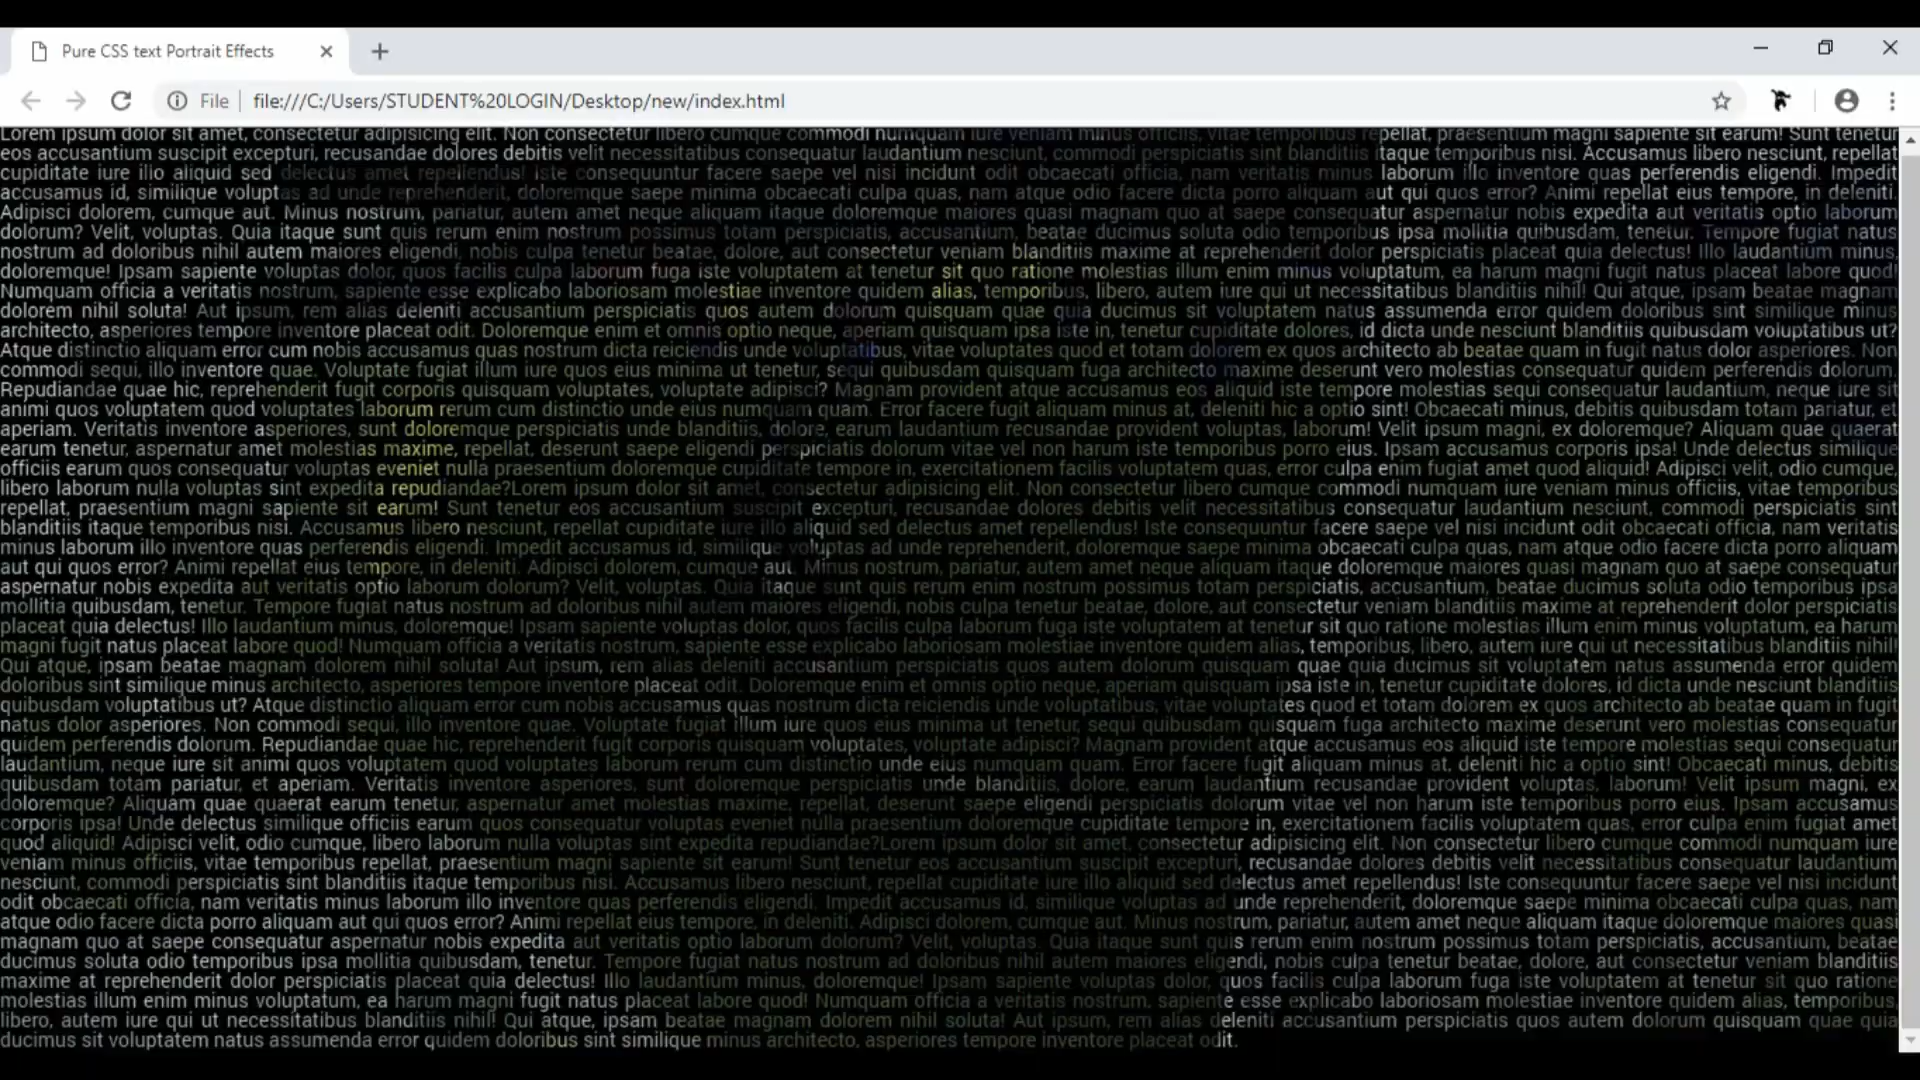 Pure CSS text Portrait Effects
File
file:///C:/Users/STUDENT%20LOGIN/Desktop/new/index.html
Lorem ipsum dolor sit amet, consectetur adipisicing elit. Non consectetur libero cumque commodi numquam iure veniam minus officiis, vitae temporibus repellat, praesentium magni sapiente sit earum! Sunt tenetur
eos accusantium suscipit excepturi, recusandae dolores debitis velit necessitatibus consequatur laudantium nesciunt, commodi perspiciatis sint blanditiis itaque temporibus nisi. Accusamus libero nesciunt, repellat
cupiditate iure illo aliquid sed delectus amet repellendus! Iste consequuntur facere saepe vel nisi incidunt odit obcaecati officia, nam veritatis minus laborum illo inventore quas perferendis eligendi. Impedit
accusamus id, similique voluptas ad unde reprehenderit, doloremque saepe minima obcaecati culpa quas, nam atque odio facere dicta porro aliquam aut qui quos error? Animi repellat eius tempore, in deleniti.
Adipisci dolorem, cumque aut. Minus nostrum, pariatur, autem amet neque aliquam itaque doloremque maiores quasi magnam quo at saepe consequatur aspernatur nobis expedita aut veritatis optio laborum
dolorum? Velit, voluptas. Quia itaque sunt quis rerum enim nostrum possimus totam perspiciatis, accusantium, beatae ducimus soluta odio temporibus ipsa mollitia quibusdam, tenetur. Tempore fugiat natus
nostrum ad doloribus nihil autem maiores eligendi, nobis culpa tenetur beatae, dolore, aut consectetur veniam blanditiis maxime at reprehenderit dolor perspiciatis placeat quia delectus! Illo laudantium minus,
doloremque! Ipsam sapiente voluptas dolor, quos facilis culpa laborum fuga iste voluptatem at tenetur sit quo ratione molestias illum enim minus voluptatum, ea harum magni fugit natus placeat labore quod!
Numquam officia a veritatis nostrum, sapiente esse explicabo laboriosam molestiae inventore quidem alias, temporibus, libero, autem iure qui ut necessitatibus blanditiis nihil! Qui atque, ipsam beatae magnam
dolorem nihil soluta! Aut ipsum, rem alias deleniti accusantium perspiciatis quos autem dolorum quisquam quae quia ducimus sit voluptatem natus assumenda error quidem doloribus sint similique minus
architecto, asperiores tempore inventore placeat odit. Doloremque enim et omnis optio neque, aperiam quisquam ipsa iste in, tenetur cupiditate dolores, id dicta unde nesciunt blanditiis quibusdam voluptatibus ut?
Atque distinctio aliquam error cum nobis accusamus quas nostrum dicta reiciendis unde voluptatibus, vitae voluptates quod et totam dolorem ex quos architecto ab beatae quam in fugit natus dolor asperiores. Non
commodi sequi, illo inventore quae. Voluptate fugiat illum iure quos eius minima ut tenetur, sequi quibusdam quisquam fuga architecto maxime deserunt vero molestias consequatur quidem perferendis dolorum.
Repudiandae quae hic, reprehenderit fugit corporis quisquam voluptates, voluptate adipisci? Magnam provident atque accusamus eos aliquid iste tempore molestias sequi consequatur laudantium, neque iure sit
animi quos voluptatem quod voluptates laborum rerum cum distinctio unde eius numquam quam. Error facere fugit aliquam minus at, deleniti hic a optio sint! Obcaecati minus, debitis quibusdam totam pariatur, et
aperiam. Veritatis inventore asperiores, sunt doloremque perspiciatis unde blanditiis, dolore, earum laudantium recusandae provident voluptas, laborum! Velit ipsum magni, ex doloremque? Aliquam quae quaerat
earum tenetur, aspernatur amet molestias maxime, repellat, deserunt saepe eligendi perspiciatis dolorum vitae vel non harum iste temporibus porro eius. Ipsam accusamus corporis ipsa! Unde delectus similique
officiis earum quos consequatur voluptas eveniet nulla praesentium doloremque cupiditate tempore in, exercitationem facilis voluptatem quas, error culpa enim fugiat amet quod aliquid! Adipisci velit, odio cumque,
libero laborum nulla voluptas sint expedita repudiandae?Lorem ipsum dolor sit amet, consectetur adipisicing elit. Non consectetur libero cumque commodi numquam iure veniam minus officiis, vitae temporibus
repellat, praesentium magni sapiente sit earum! Sunt tenetur eos accusantium suscipit excepturi, recusandae dolores debitis velit necessitatibus consequatur laudantium nesciunt, commodi perspiciatis sint
blanditiis itaque temporibus nisi. Accusamus libero nesciunt, repellat cupiditate iure illo aliquid sed delectus amet repellendus! Iste consequuntur facere saepe vel nisi incidunt odit obcaecati officia, nam veritatis
minus laborum illo inventore quas perferendis eligendi. Impedit accusamus id, similique voluptas ad unde reprehenderit, doloremque saepe minima obcaecati culpa quas, nam atque odio facere dicta porro aliquam
aut qui quos error? Animi repellat eius tempore, in deleniti. Adipisci dolorem, cumque aut. Minus nostrum, pariatur, autem amet neque aliquam itaque doloremque maiores quasi magnam quo at saepe consequatur
aspernatur nobis expedita aut veritatis optio laborum dolorum? Velit, voluptas. Quia itaque sunt quis rerum enim nostrum possimus totam perspiciatis, accusantium, beatae ducimus soluta odio temporibus ipsa
mollitia quibusdam, tenetur. Tempore fugiat natus nostrum ad doloribus nihil autem maiores eligendi, nobis culpa tenetur beatae, dolore, aut consectetur veniam blanditiis maxime at reprehenderit dolor perspiciatis
placeat quia delectus! Illo laudantium minus, doloremque! Ipsam sapiente voluptas dolor, quos facilis culpa laborum fuga iste voluptatem at tenetur sit quo ratione molestias illum enim minus voluptatum, ea harum
magni fugit natus placeat labore quod! Numquam officia a veritatis nostrum, sapiente esse explicabo laboriosam molestiae inventore quidem alias, temporibus, libero, autem iure qui ut necessitatibus blanditiis nihil!
Qui atque, ipsam beatae magnam dolorem nihil soluta! Aut ipsum, rem alias deleniti accusantium perspiciatis quos autem dolorum quisquam quae quia ducimus sit voluptatem natus assumenda error quidem
doloribus sint similique minus architecto, asperiores tempore inventore placeat odit. Doloremque enim et omnis optio neque, aperiam quisquam ipsa iste in, tenetur cupiditate dolores, id dicta unde nesciunt blanditiis
quibusdam voluptatibus ut? Atque distinctio aliquam error cum nobis accusamus quas nostrum dicta reiciendis unde voluptatibus, vitae voluptates quod et totam dolorem ex quos architecto ab beatae quam in fugit
natus dolor asperiores. Non commodi sequi, illo inventore quae. Voluptate fugiat illum iure quos eius minima ut tenetur, sequi quibusdam quisquam fuga architecto maxime deserunt vero molestias consequatur
quidem perferendis dolorum. Repudiandae quae hic, reprehenderit fugit corporis quisquam voluptates, voluptate adipisci? Magnam provident atque accusamus eos aliquid iste tempore molestias sequi consequatur
laudantium, neque iure sit animi quos voluptatem quod voluptates laborum rerum cum distinctio unde eius numquam quam. Error facere fugit aliquam minus at, deleniti hic a optio sint! Obcaecati minus, debitis
quibusdam totam pariatur, et aperiam. Veritatis inventore asperiores, sunt doloremque perspiciatis unde blanditiis, dolore, earum laudantium recusandae provident voluptas, laborum! Velit ipsum magni, ex
doloremque? Aliquam quae quaerat earum tenetur, aspernatur amet molestias maxime, repellat, deserunt saepe eligendi perspiciatis dolorum vitae vel non harum iste temporibus porro eius. Ipsam accusamus
corporis ipsa! Unde delectus similique officiis earum quos consequatur voluptas eveniet nulla praesentium doloremque cupiditate tempore in, exercitationem facilis voluptatem quas, error culpa enim fugiat amet
quod aliquid! Adipisci velit, odio cumque, libero laborum nulla voluptas sint expedita repudiandae?Lorem ipsum dolor sit amet, consectetur adipisicing elit. Non consectetur libero cumque commodi numquam iure
veniam minus officiis, vitae temporibus repellat, praesentium magni sapiente sit earum! Sunt tenetur eos accusantium suscipit excepturi, recusandae dolores debitis velit necessitatibus consequatur laudantium
nesciunt, commodi perspiciatis sint blanditiis itaque temporibus nisi. Accusamus libero nesciunt, repellat cupiditate iure illo aliquid sed delectus amet repellendus! Iste consequuntur facere saepe vel nisi incidunt
odit obcaecati officia, nam veritatis minus laborum illo inventore quas perferendis eligendi. Impedit accusamus id, similique voluptas ad unde reprehenderit, doloremque saepe minima obcaecati culpa quas, nam
atque odio facere dicta porro aliquam aut qui quos error? Animi repellat eius tempore, in deleniti. Adipisci dolorem, cumque aut. Minus nostrum, pariatur, autem amet neque aliquam itaque doloremque maiores quasi
magnam quo at saepe consequatur aspernatur nobis expedita aut veritatis optio laborum dolorum? Velit, voluptas. Quia itaque sunt quis rerum enim nostrum possimus totam perspiciatis, accusantium, beatae
ducimus soluta odio temporibus ipsa mollitia quibusdam, tenetur. Tempore fugiat natus nostrum ad doloribus nihil autem maiores eligendi, nobis culpa tenetur beatae, dolore, aut consectetur veniam blanditiis
maxime at reprehenderit dolor perspiciatis placeat quia delectus! Illo laudantium minus, doloremque! Ipsam sapiente voluptas dolor, quos facilis culpa laborum fuga iste voluptatem at tenetur sit quo ratione
molestias illum enim minus voluptatum, ea harum magni fugit natus placeat labore quod! Numquam officia a veritatis nostrum, sapiente esse explicabo laboriosam molestiae inventore quidem alias, temporibus,
libero, autem iure qui ut necessitatibus blanditiis nihil! Qui atque, ipsam beatae magnam dolorem nihil soluta! Aut ipsum, rem alias deleniti accusantium perspiciatis quos autem dolorum quisquam quae quia
ducimus sit voluptatem natus assumenda error quidem doloribus sint similique minus architecto, asperiores tempore inventore placeat odit.